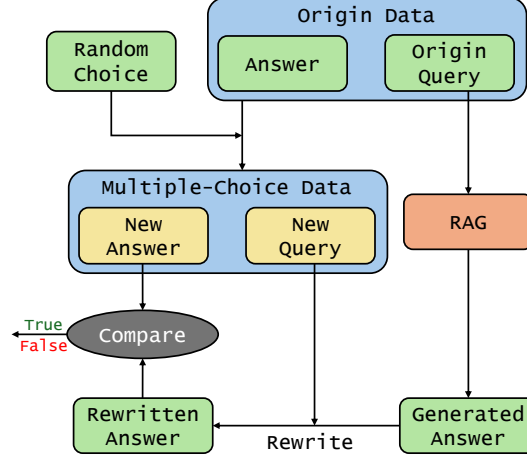 Origin Data
Random
Choice
Answer
Origin
Query
Multiple-Choice Data
New
Answer
New
Query
RAG
True
False
Compare
Rewritten
Answer
Rewrite
Generated
Answer